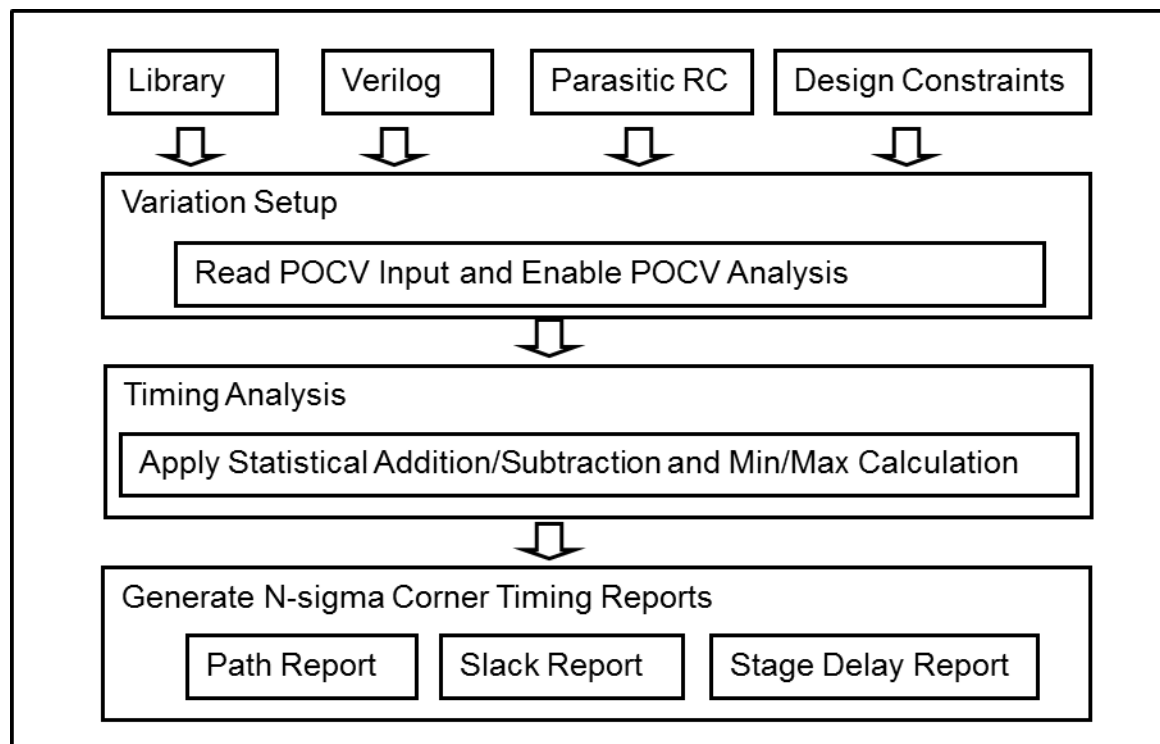 Library
Verilog
Parasitic RC
Design Constraints
Variation Setup
Read POCV Input and Enable POCV Analysis
Timing Analysis
Apply Statistical Addition/Subtraction and Min/Max Calculation
Generate N-sigma Corner Timing Reports
Path Report
Slack Report
Stage Delay Report